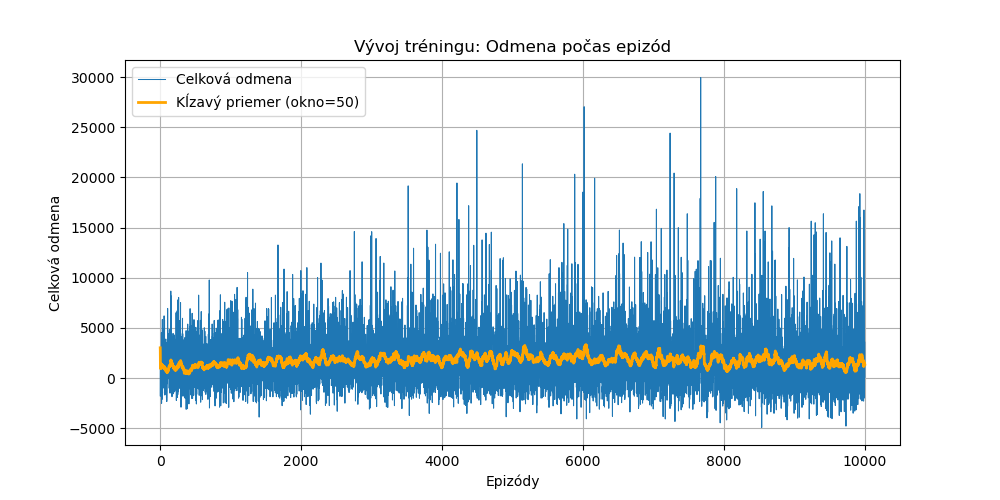 Vývoj tréningu: Odmena počas epizód
Celková odmena
Kĺzavý priemer (okno=50)
30000
25000
20000
15000
10000
5000
0
−5000
Celková odmena
0
2000
4000
6000
8000
10000
Epizódy